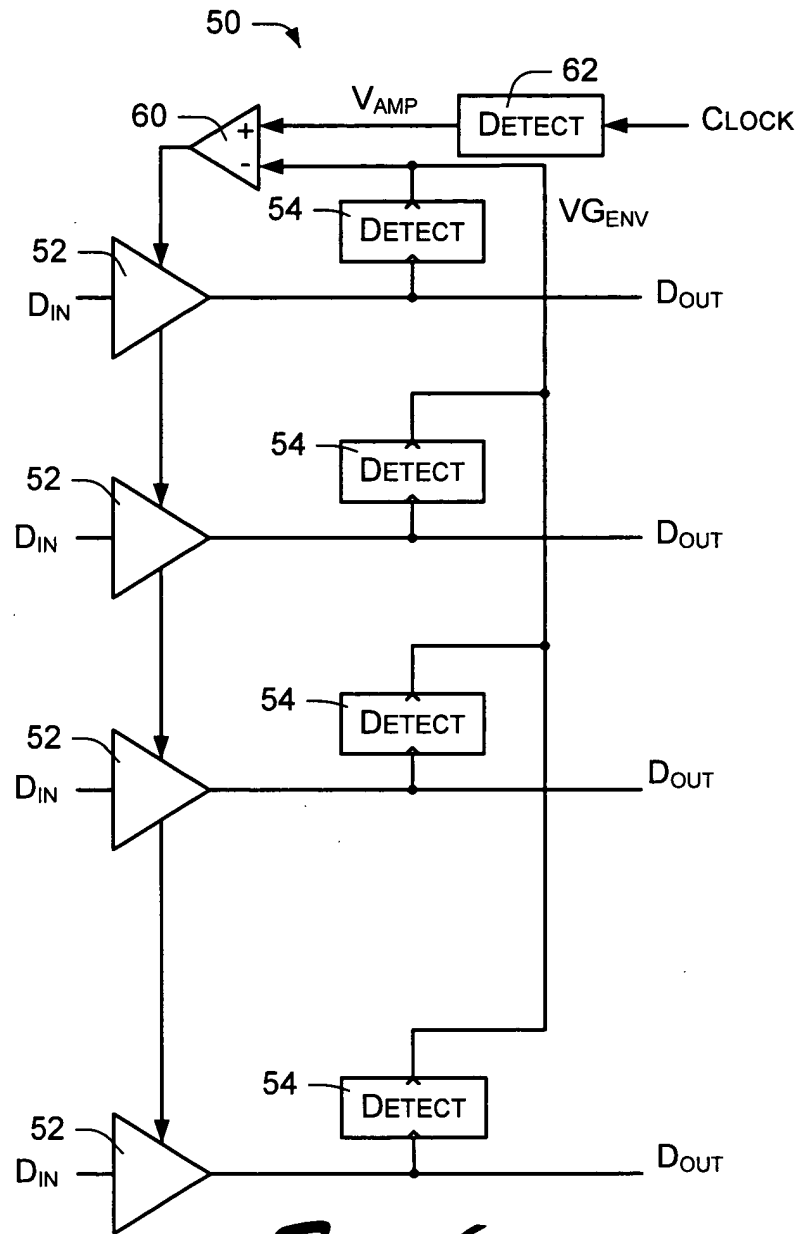 50
62
V_AMP
DETECT
CLOCK
60
+
-
54
DETECT
VG_ENV
52
D_IN
D_OUT
54
DETECT
52
D_IN
D_OUT
54
DETECT
52
D_IN
D_OUT
54
DETECT
52
D_IN
D_OUT